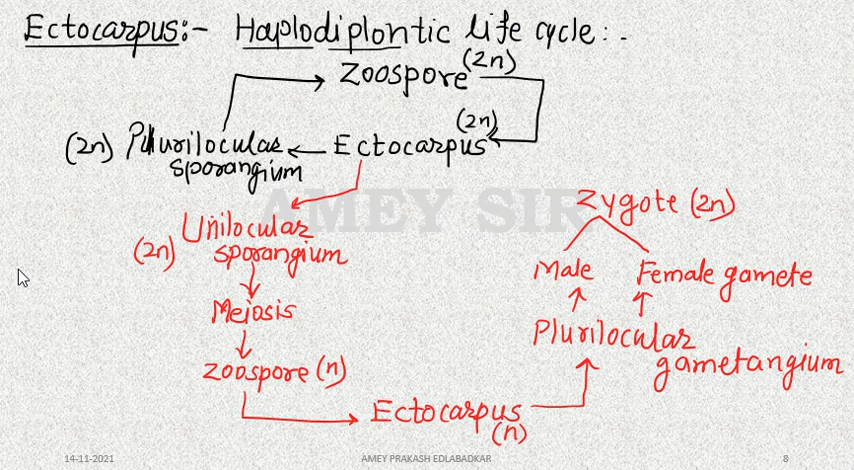 Ectocarpus:- Haplodiplontic life cycle:-
Zoospore (2n)
(2n) Plurilocular sporangium ← Ectocarpus (2n)
AMEY SIR
Unilocular
(2n) sporangium
Zygote (2n)
Male Female gamete
Meiosis
Plurilocular
gametangium
Zoospore (n)
Ectocarpus
(n)
14-11-2021 AMEY PRAKASH EDLABADKAR 8